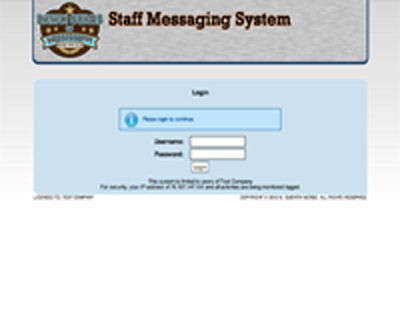 Staff Messaging System
Login
Please login to continue.
Username:
Password:
Login
This system is limited to users of Test Company
For security, your IP address of and all activities are being monitored logged.
LICENSED TO: TEST COMPANY
COPYRIGHT © ALL RIGHTS RESERVED.